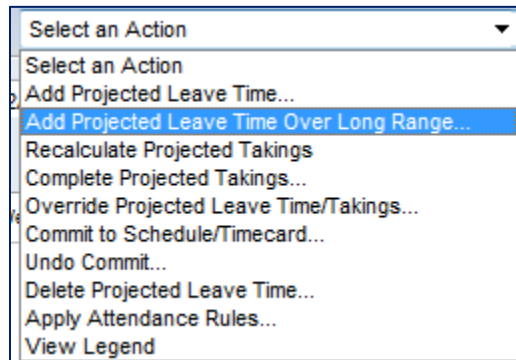 Select an Action
Select an Action
Add Projected Leave Time...
Add Projected Leave Time Over Long Range...
Recalculate Projected Takings
Complete Projected Takings...
Override Projected Leave Time/Takings...
Commit to Schedule/Timecard...
Undo Commit...
Delete Projected Leave Time...
Apply Attendance Rules...
View Legend